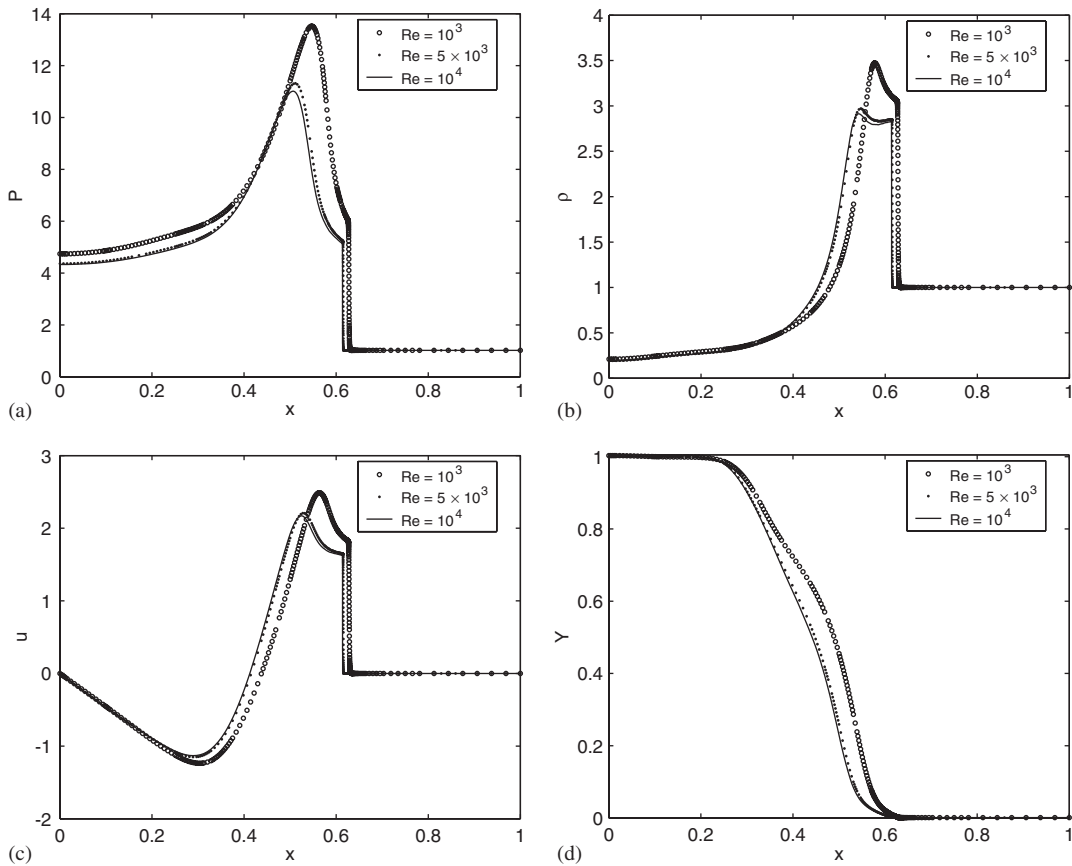 14
12
10
8
6
4
2
0
P
0
0.2
0.4
0.6
0.8
1
x
Re = 10³
Re = 5 × 10³
Re = 10⁴
(a)
4
3.5
3
2.5
2
1.5
1
0.5
0
ρ
0
0.2
0.4
0.6
0.8
1
x
Re = 10³
Re = 5 × 10³
Re = 10⁴
(b)
3
2
1
0
-1
-2
u
0
0.2
0.4
0.6
0.8
1
x
Re = 10³
Re = 5 × 10³
Re = 10⁴
(c)
1
0.8
0.6
0.4
0.2
0
Y
0
0.2
0.4
0.6
0.8
1
x
Re = 10³
Re = 5 × 10³
Re = 10⁴
(d)